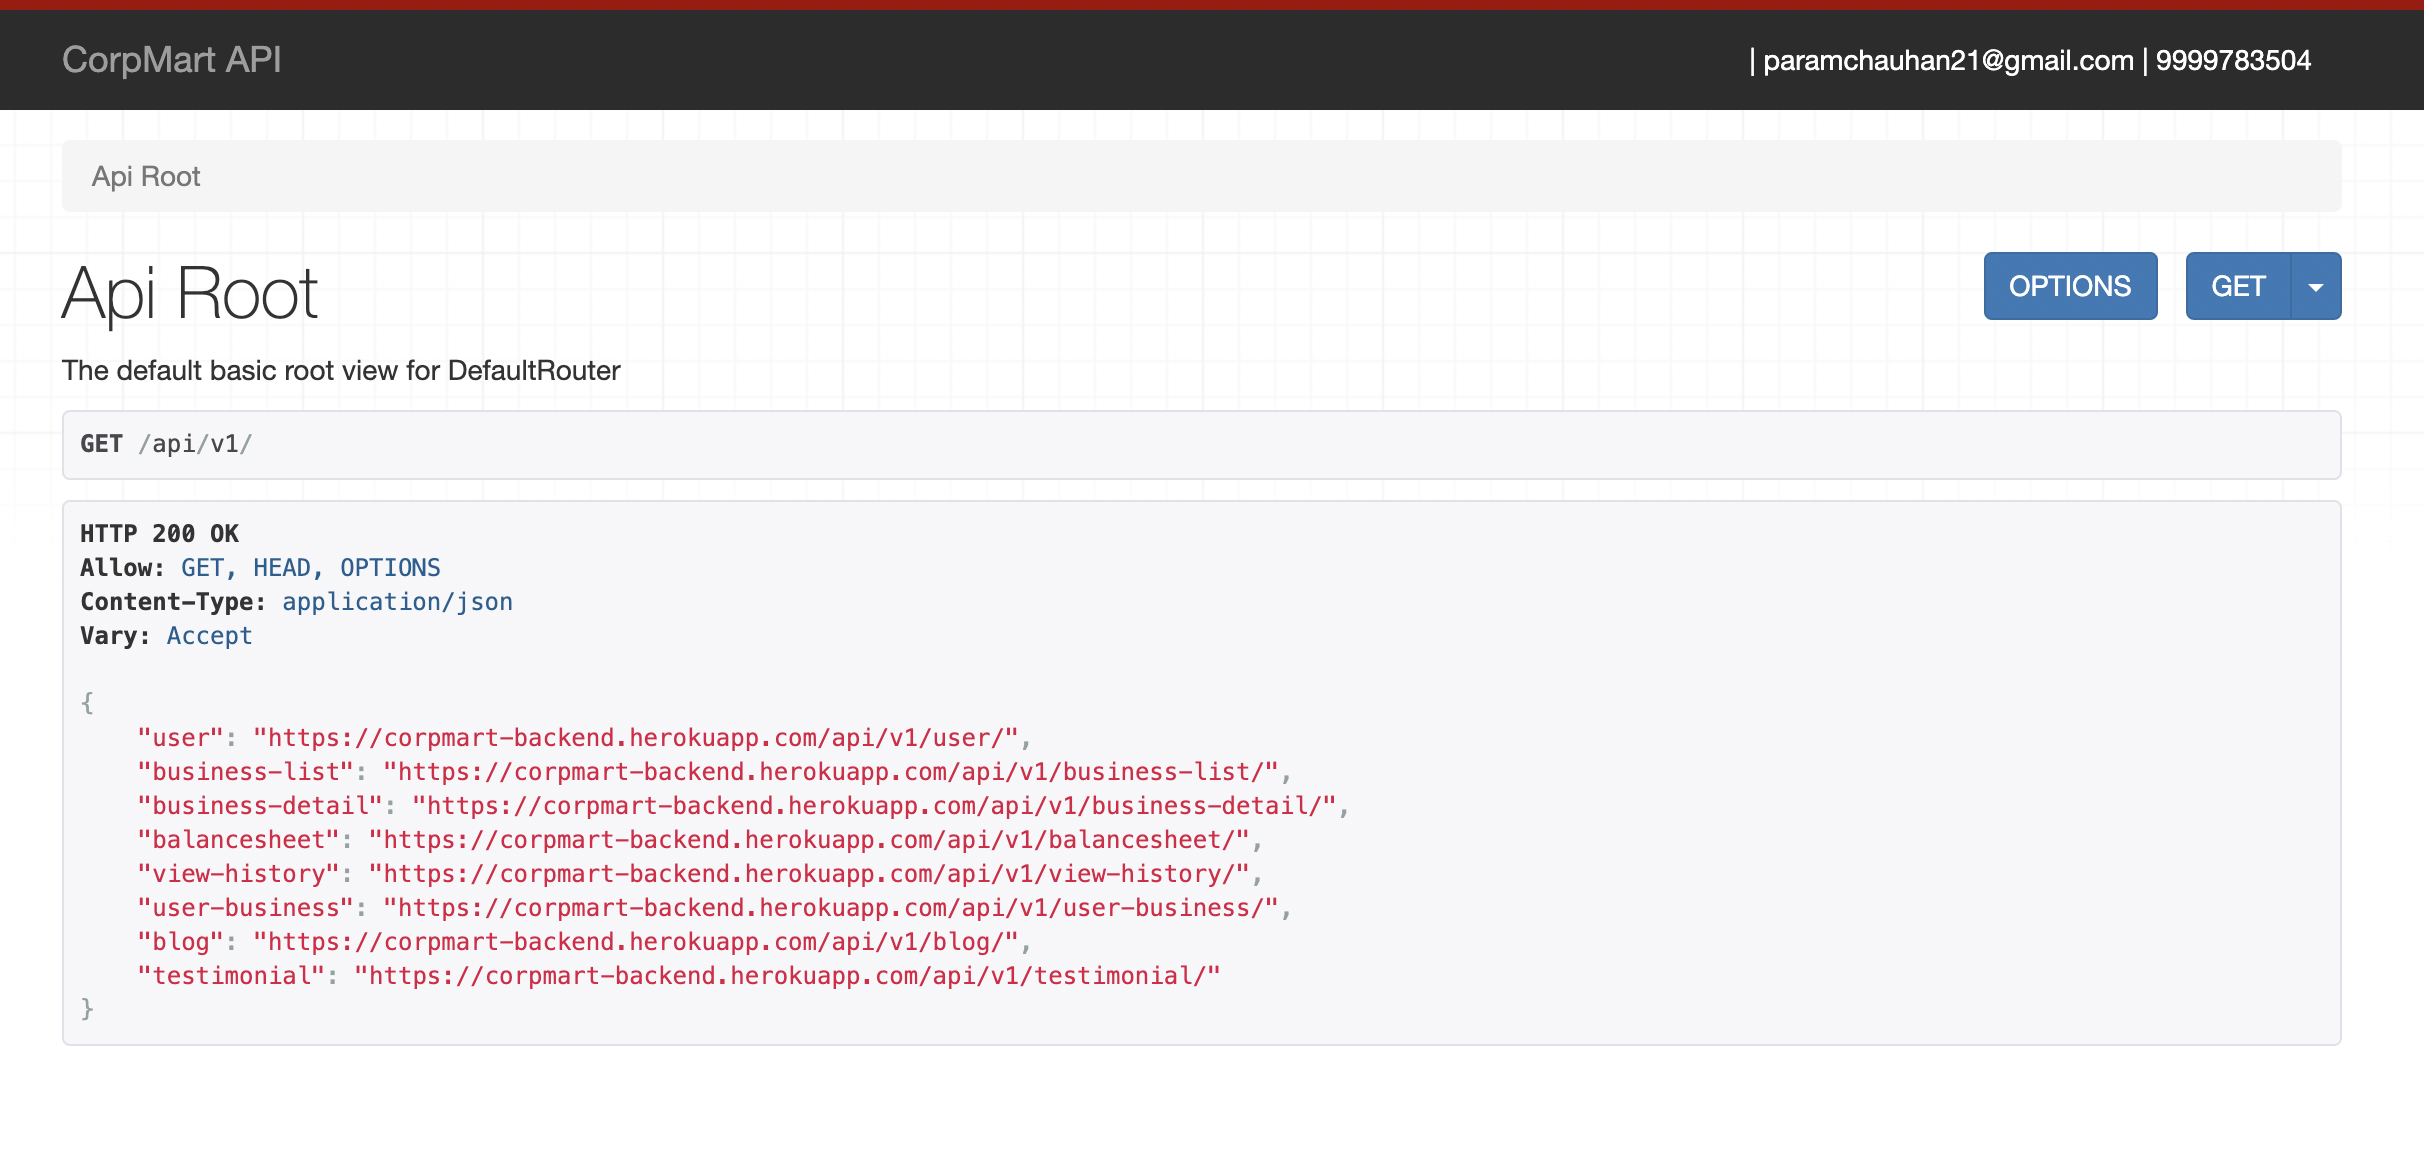 CorpMart API
| paramchauhan21@gmail.com | 9999783504
Api Root
Api Root
OPTIONS
GET
The default basic root view for DefaultRouter
GET /api/v1/
HTTP 200 OK
Allow: GET, HEAD, OPTIONS
Content-Type: application/json
Vary: Accept
{
    "user": "https://corpmart-backend.herokuapp.com/api/v1/user/",
    "business-list": "https://corpmart-backend.herokuapp.com/api/v1/business-list/",
    "business-detail": "https://corpmart-backend.herokuapp.com/api/v1/business-detail/",
    "balancesheet": "https://corpmart-backend.herokuapp.com/api/v1/balancesheet/",
    "view-history": "https://corpmart-backend.herokuapp.com/api/v1/view-history/",
    "user-business": "https://corpmart-backend.herokuapp.com/api/v1/user-business/",
    "blog": "https://corpmart-backend.herokuapp.com/api/v1/blog/",
    "testimonial": "https://corpmart-backend.herokuapp.com/api/v1/testimonial/"
}